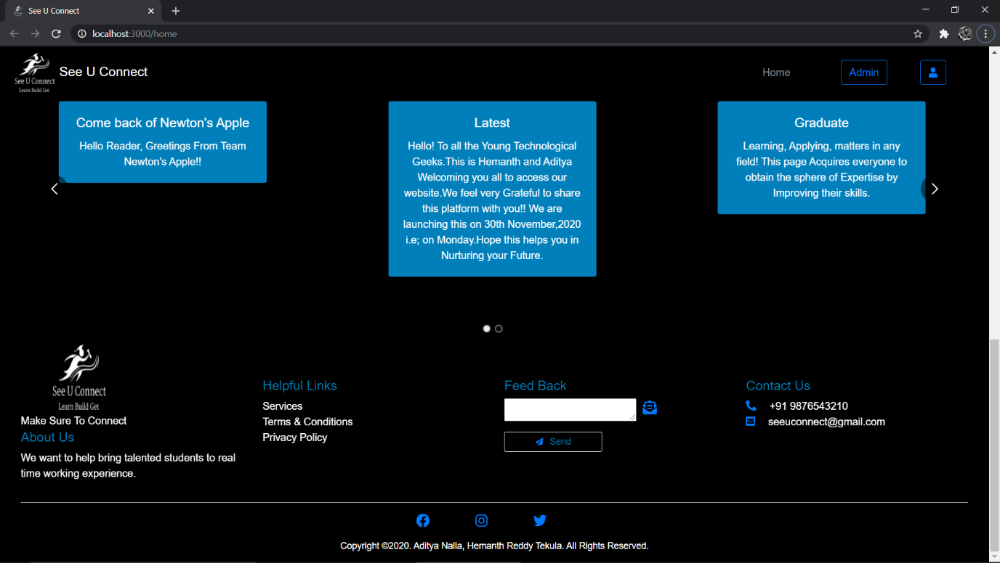 See U Connect
localhost:3000/home
See U Connect
Learn Build Get
See U Connect
Home
Admin
Come back of Newton's Apple
Hello Reader, Greetings From Team
Newton's Apple!!
Latest
Hello! To all the Young Technological
Geeks.This is Hemanth and Aditya
Welcoming you all to access our
website.We feel very Grateful to share
this platform with you!! We are
launching this on 30th November,2020
i.e; on Monday.Hope this helps you in
Nurturing your Future.
Graduate
Learning, Applying, matters in any
field! This page Acquires everyone to
obtain the sphere of Expertise by
Improving their skills.
See U Connect
Learn Build Get
Make Sure To Connect
About Us
We want to help bring talented students to real
time working experience.
Helpful Links
Services
Terms & Conditions
Privacy Policy
Feed Back
Send
Contact Us
+91 9876543210
seeuconnect@gmail.com
Copyright ©2020. Aditya Nalla, Hemanth Reddy Tekula. All Rights Reserved.